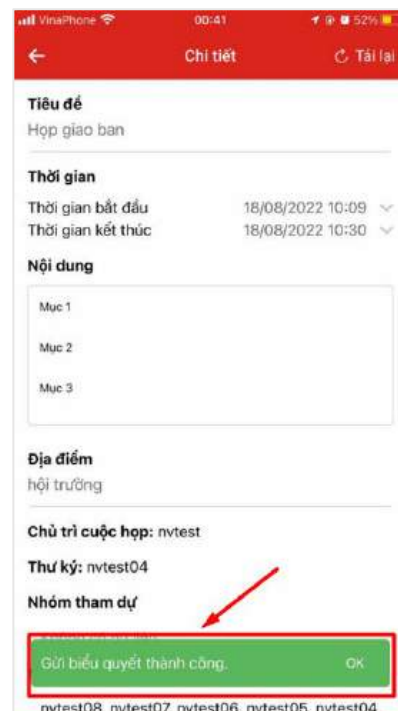 VinaPhone 00:41 52%
Chi tiết Tải lại
Tiêu đề
Họp giao ban
Thời gian
Thời gian bắt đầu 18/08/2022 10:09
Thời gian kết thúc 18/08/2022 10:30
Nội dung
Mục 1
Mục 2
Mục 3
Địa điểm
hội trường
Chủ trì cuộc họp: nvtest
Thư ký: nvtest04
Nhóm tham dự
Gửi biểu quyết thành công. OK
nvtest08, nvtest07, nvtest06, nvtest05, nvtest04,